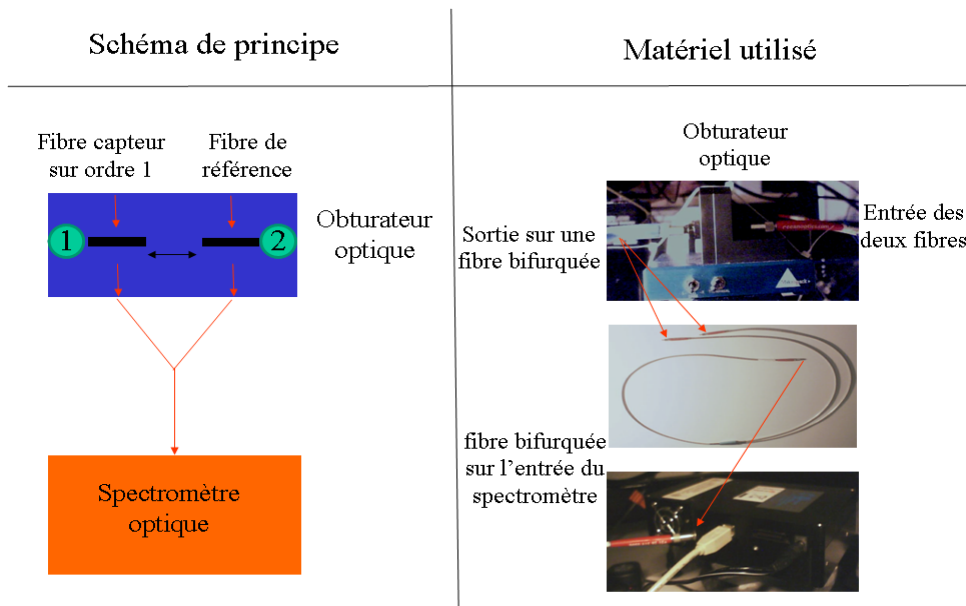 Schéma de principe
Matériel utilisé
Fibre capteur
sur ordre 1
Fibre de
référence
1
2
Obturateur
optique
Spectromètre
optique
Obturateur
optique
Entrée des
deux fibres
Sortie sur une
fibre bifurquée
fibre bifurquée
sur l'entrée du
spectromètre